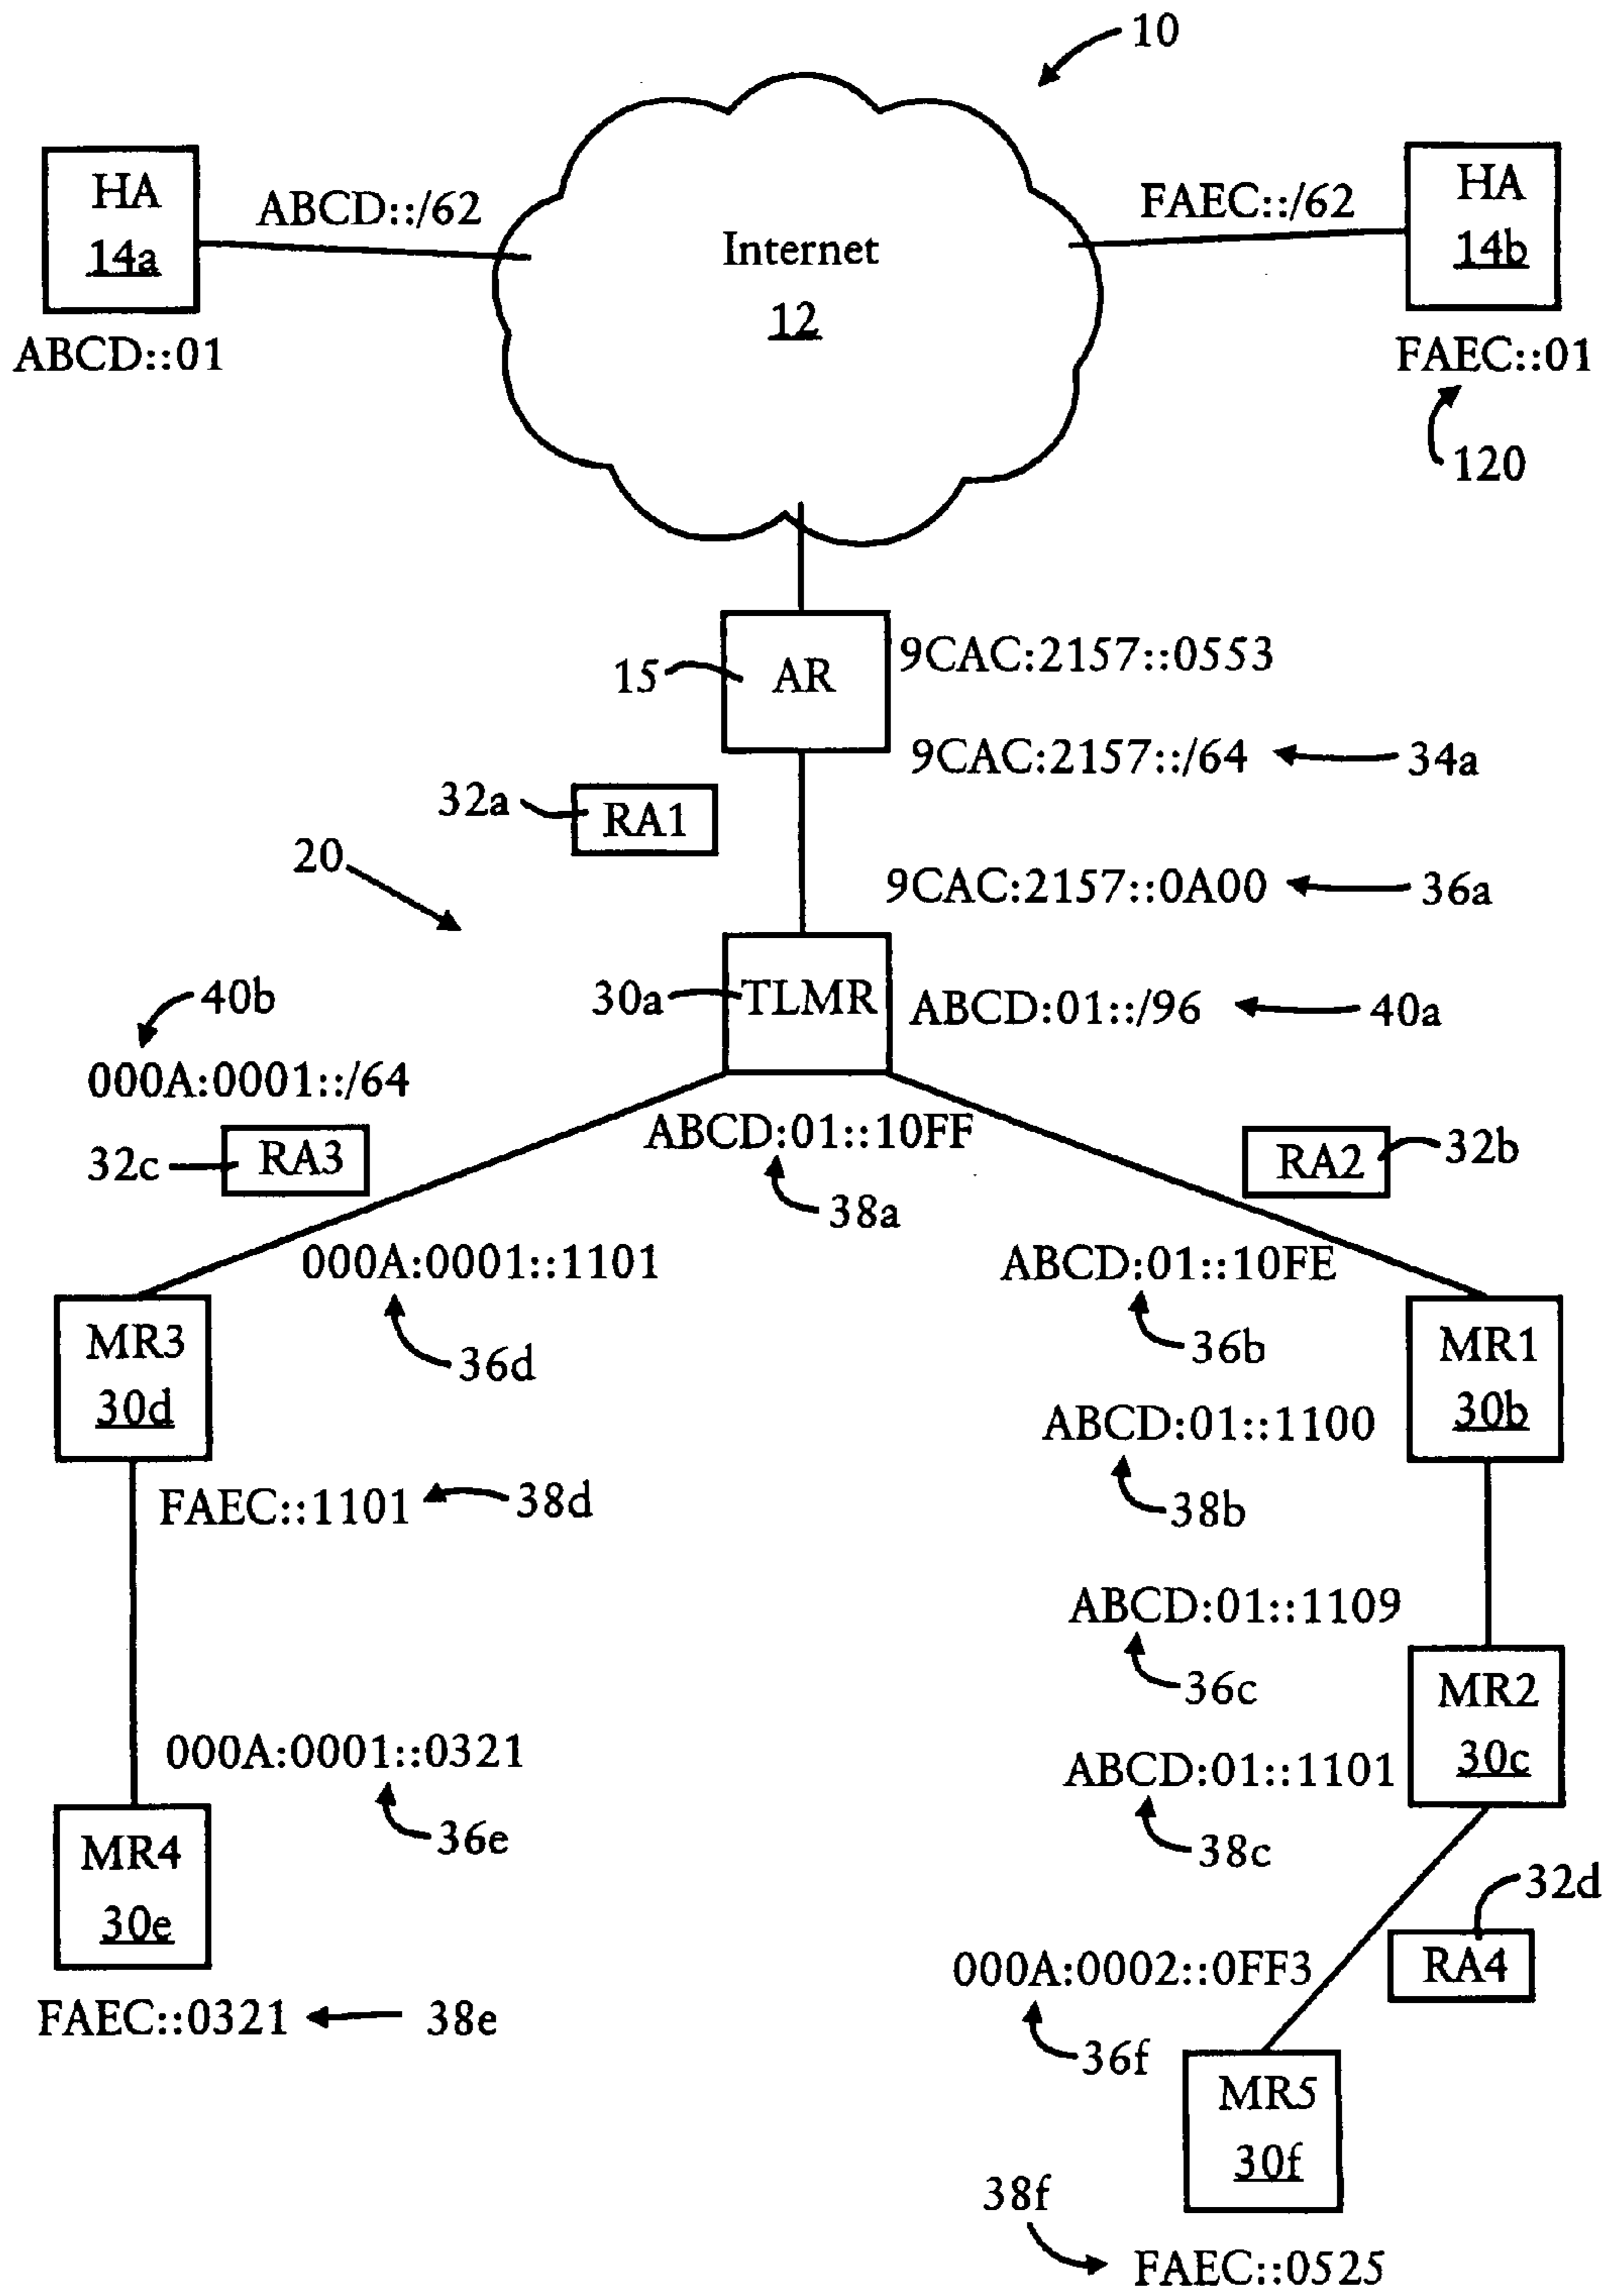 10
HA
14a
ABCD::/62
ABCD::01
Internet
12
FAEC::/62
HA
14b
FAEC::01
120
15
AR
9CAC:2157::0553
9CAC:2157::/64
34a
32a
RA1
20
9CAC:2157::0A00
36a
30a
TLMR
ABCD:01::/96
40a
40b
000A:0001::/64
32c
RA3
ABCD:01::10FF
38a
RA2
32b
000A:0001::1101
36d
ABCD:01::10FE
36b
MR3
30d
MR1
30b
ABCD:01::1100
38b
FAEC::1101
38d
ABCD:01::1109
36c
MR2
30c
000A:0001::0321
36e
ABCD:01::1101
38c
MR4
30e
32d
RA4
FAEC::0321
38e
000A:0002::0FF3
36f
MR5
30f
38f
FAEC::0525